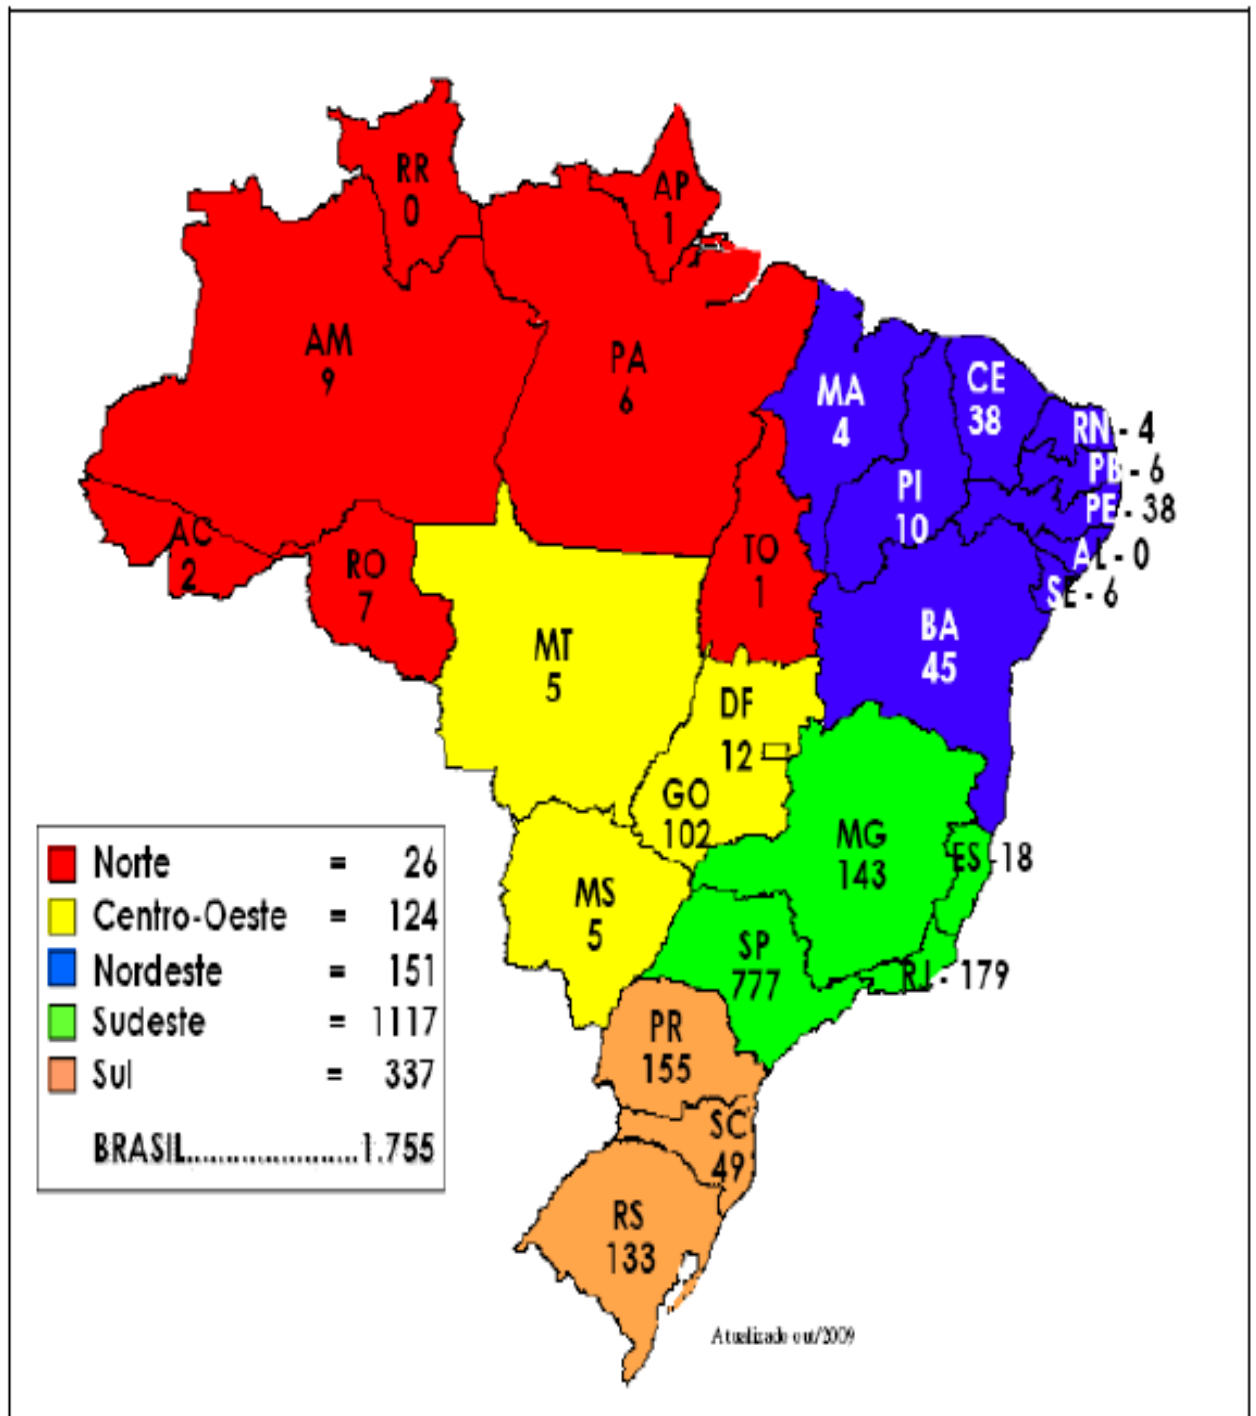 RR
0
AP
1
AM
9
PA
6
MA
4
CE
38
RN - 4
PB - 6
PI
10
PE - 38
AC
2
RO
7
TO
1
AL - 0
SE - 6
BA
45
MT
5
DF
12
GO
102
MG
143
ES - 18
MS
5
SP
777
RJ - 179
PR
155
SC
49
RS
133
Norte = 26
Centro-Oeste = 124
Nordeste = 151
Sudeste = 1117
Sul = 337
BRASIL......................1.755
Atualizado out/2009